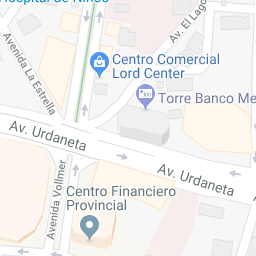 Hospital de Niños
Avenida La Estrella
Av. El Lago
Centro Comercial
Lord Center
Torre Banco Me
Av. Urdaneta
Av. Urdaneta
Avenida Vollmer
Centro Financiero
Provincial